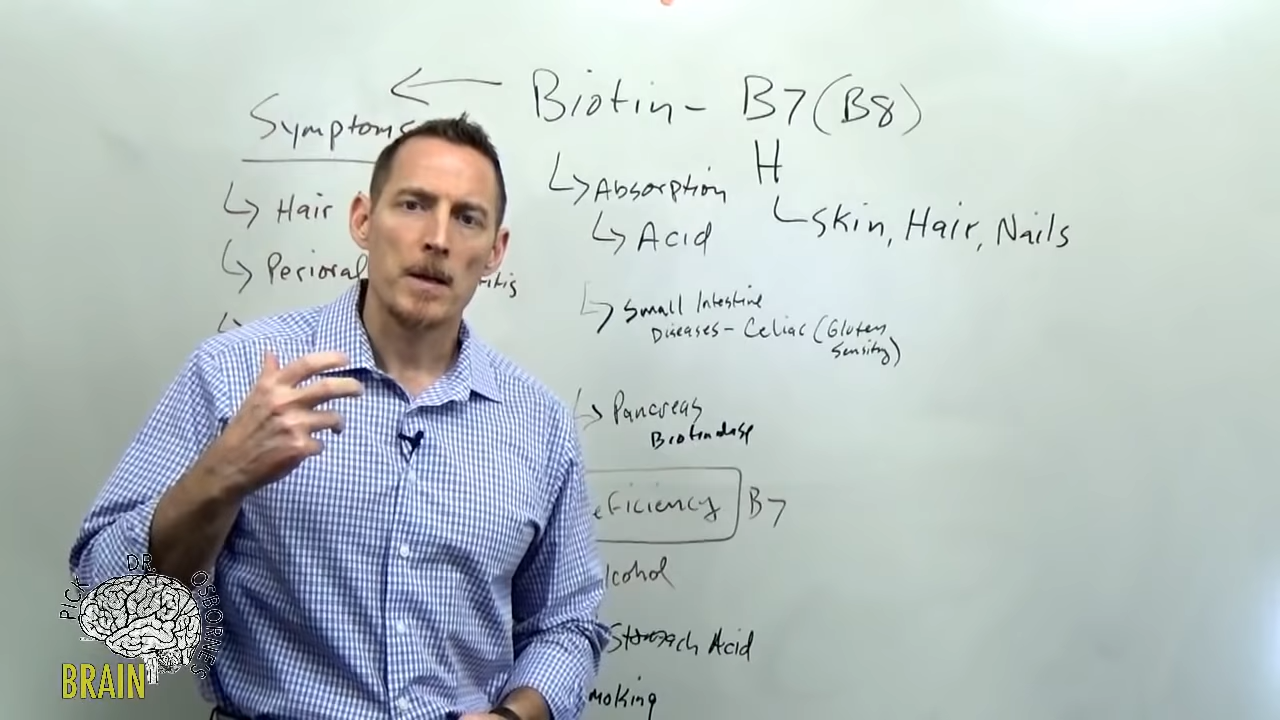 Symptoms ← Biotin - B7 (B8)
H
↳ Absorption
↳ Skin, Hair, Nails
↳ Hair
↳ Acid
↳ Perioral
itis
↳ Small Intestine
Diseases - Celiac (Gluten
Sensitivity)
↳ Pancreas
Biotindase
eficiency B7
lcohol
Stomach Acid
moking
PICK DR. OSBORNE'S
BRAIN